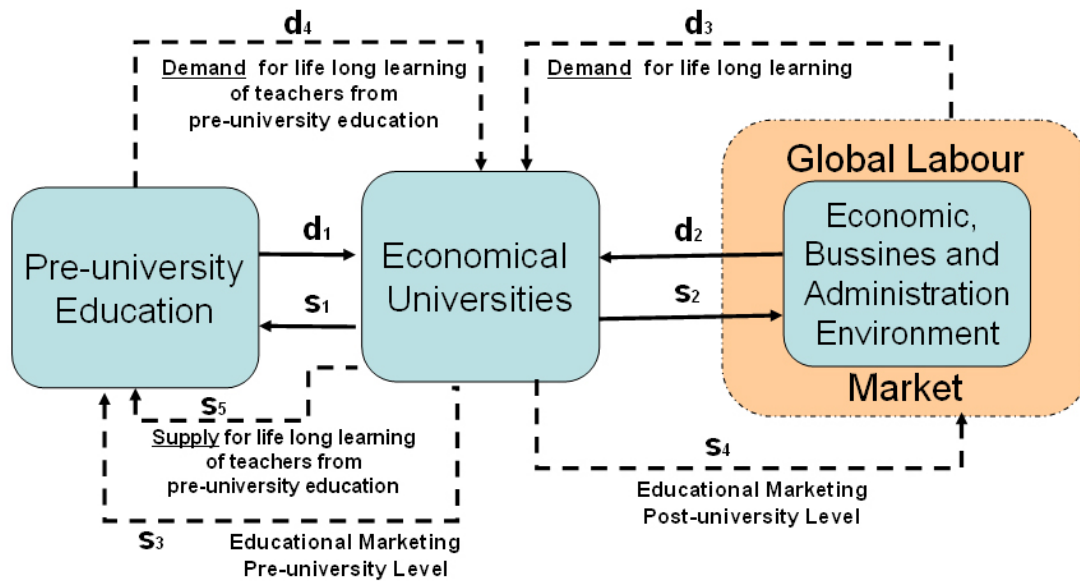 d4
d3
Demand for life long learning
of teachers from
pre-university education
Demand for life long learning
Global Labour
Market
Pre-university
Education
d1
s1
Economical
Universities
d2
s2
Economic,
Bussines and
Administration
Environment
s5
Supply for life long learning
of teachers from
pre-university education
s3
Educational Marketing
Pre-university Level
s4
Educational Marketing
Post-university Level